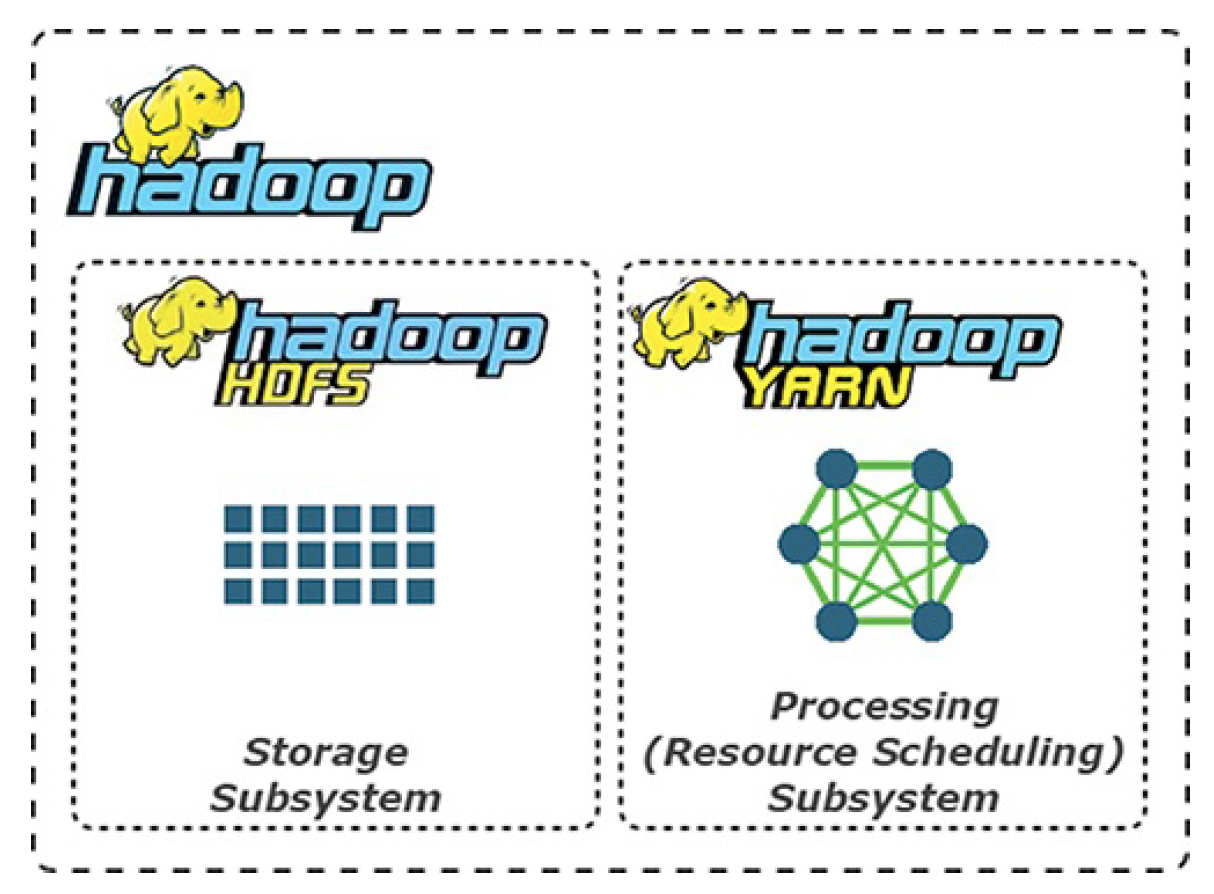 hadoop
hadoop
HDFS
hadoop
YARN
Storage
Subsystem
Processing
(Resource Scheduling)
Subsystem